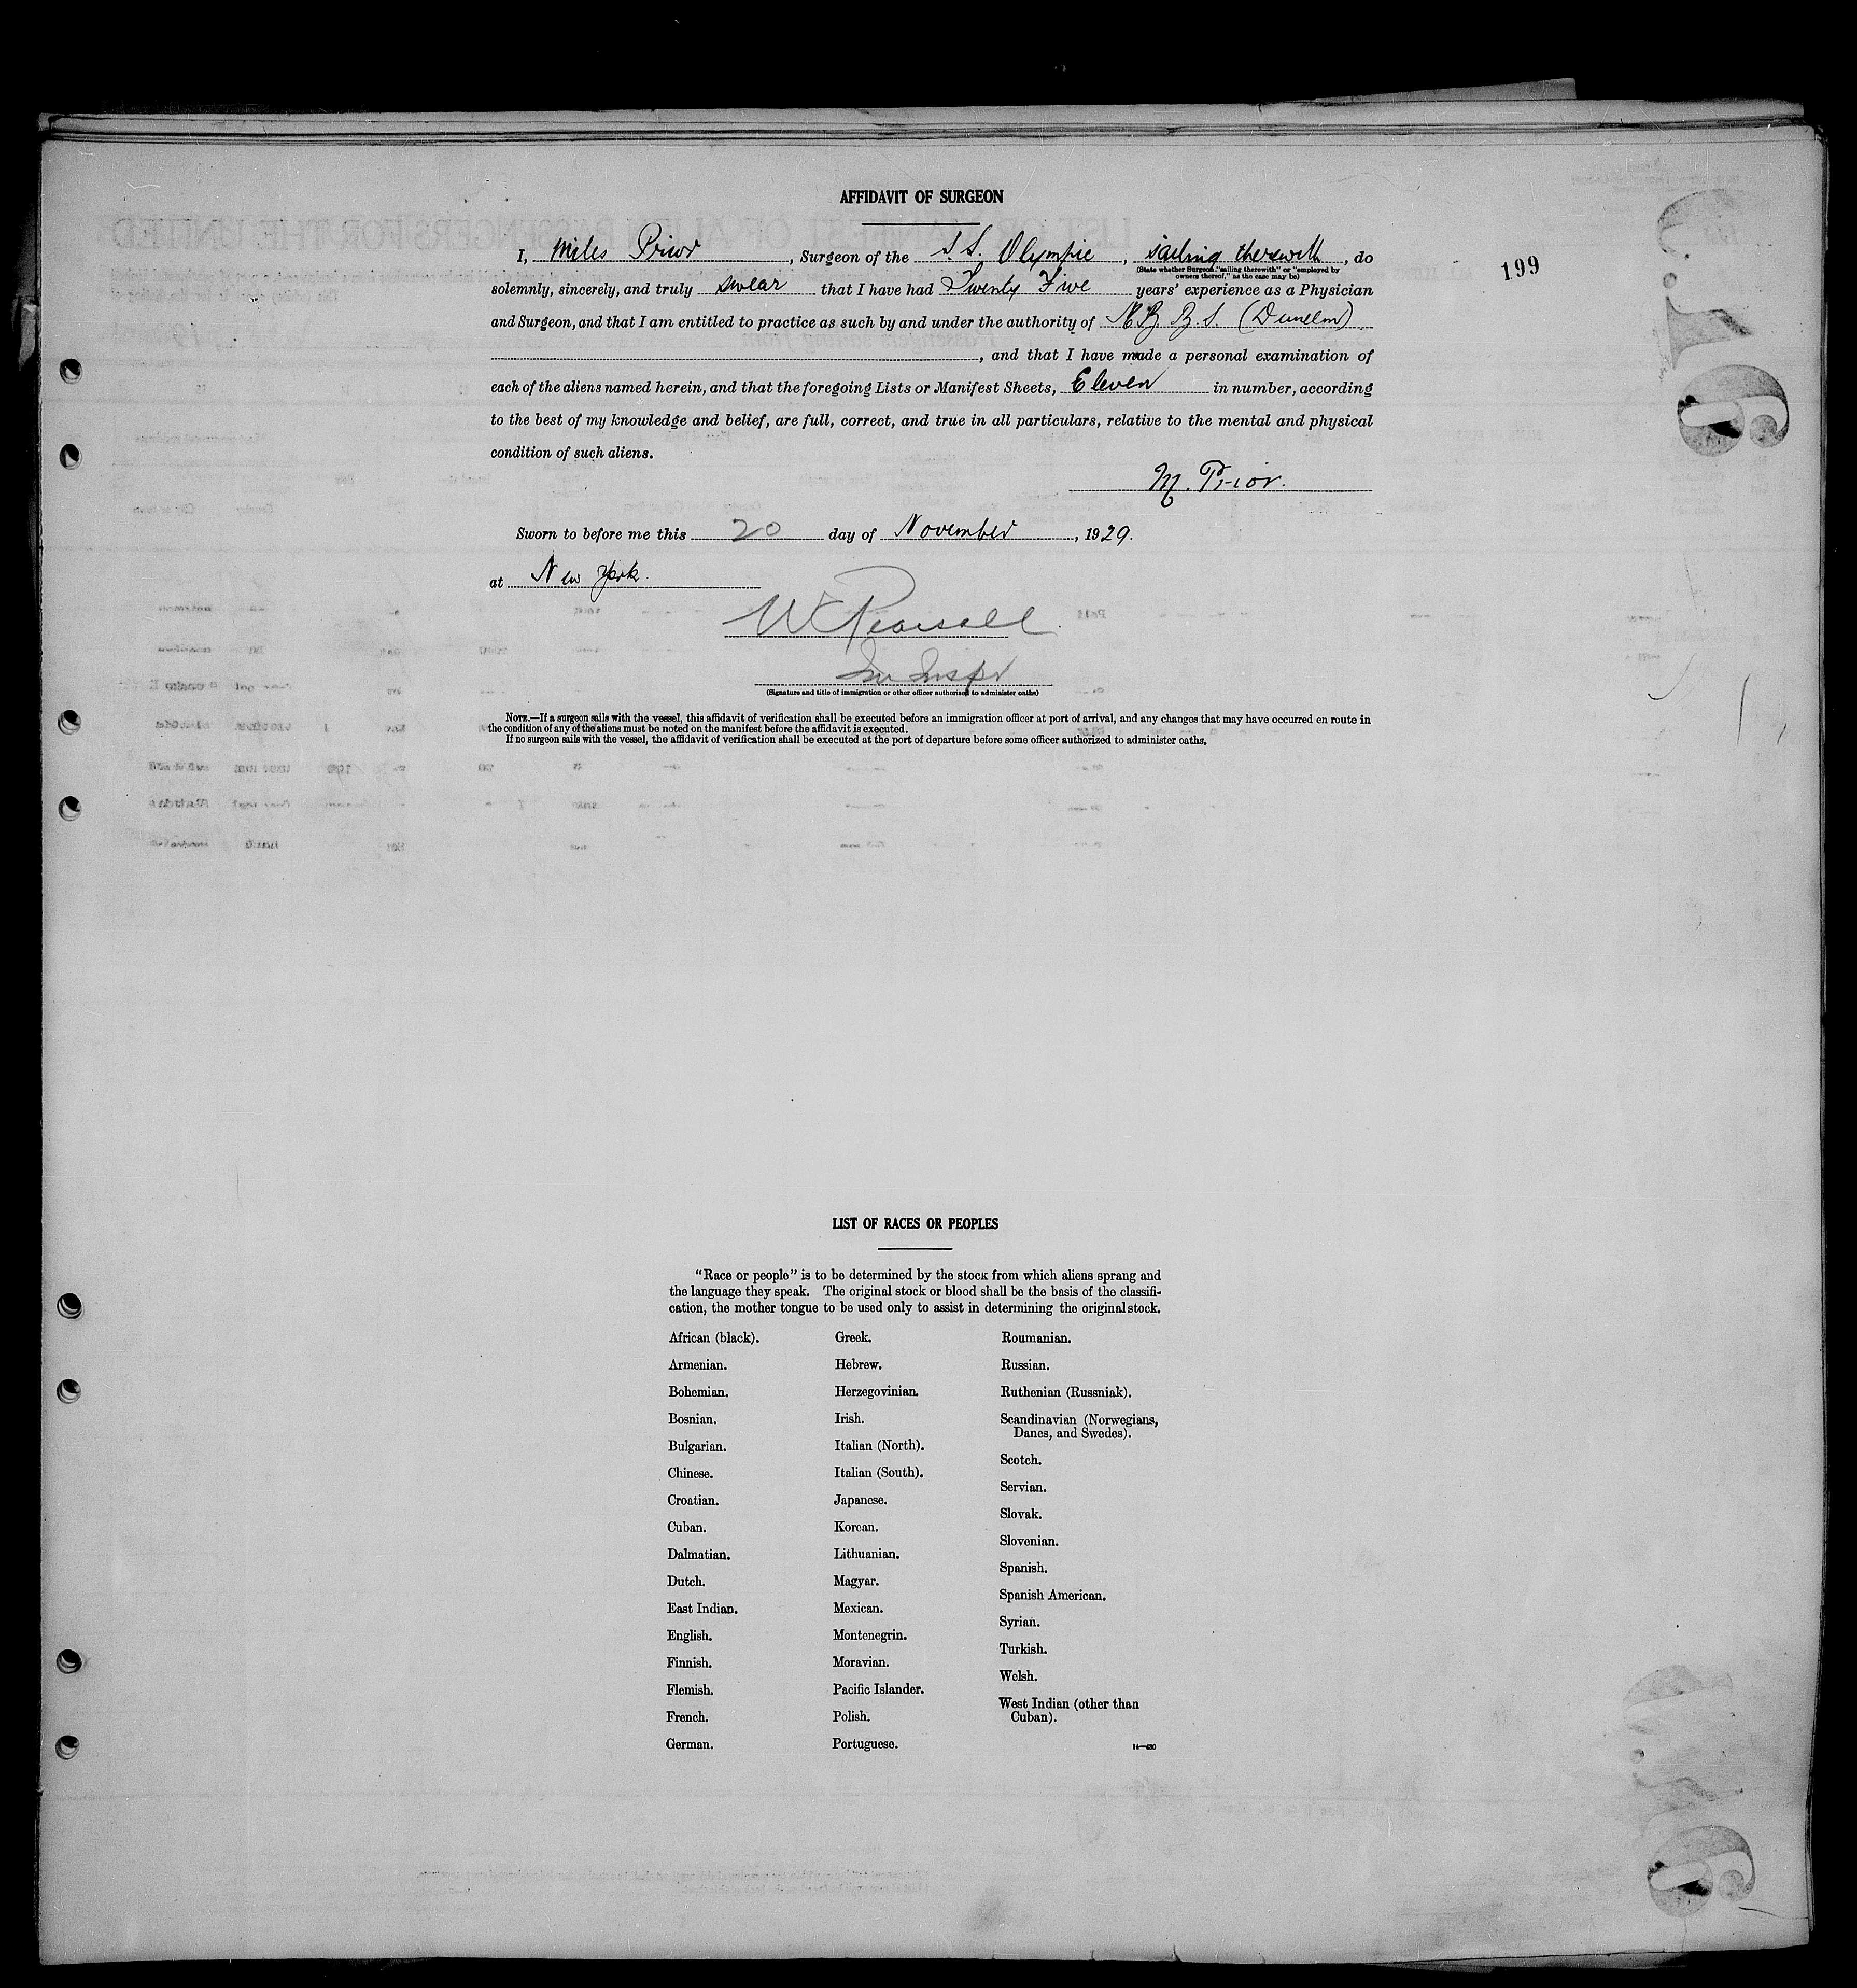 AFFIDAVIT OF SURGEON
199
I, Miles Prior, Surgeon of the S.S. Olympic, sailing therewith, do
(State whether Surgeon "sailing therewith" or "employed by
owners thereof," as the case may be)
solemnly, sincerely, and truly swear that I have had Twenty Five years' experience as a Physician
and Surgeon, and that I am entitled to practice as such by and under the authority of M.B B.S. (Dunelm)
, and that I have made a personal examination of
each of the aliens named herein, and that the foregoing Lists or Manifest Sheets, Eleven in number, according
to the best of my knowledge and belief, are full, correct, and true in all particulars, relative to the mental and physical
condition of such aliens.
M. Prior.
Sworn to before me this 20 day of November, 1929.
at New York.
W Pearsall
Im Inspr
(Signature and title of immigration or other officer authorized to administer oaths)
NOTE.—If a surgeon sails with the vessel, this affidavit of verification shall be executed before an immigration officer at port of arrival, and any changes that may have occurred en route in
the condition of any of the aliens must be noted on the manifest before the affidavit is executed.
If no surgeon sails with the vessel, the affidavit of verification shall be executed at the port of departure before some officer authorized to administer oaths.
LIST OF RACES OR PEOPLES
"Race or people" is to be determined by the stock from which aliens sprang and
the language they speak. The original stock or blood shall be the basis of the classifi-
cation, the mother tongue to be used only to assist in determining the original stock.
African (black).
Armenian.
Bohemian.
Bosnian.
Bulgarian.
Chinese.
Croatian.
Cuban.
Dalmatian.
Dutch.
East Indian.
English.
Finnish.
Flemish.
French.
German.
Greek.
Hebrew.
Herzegovinian.
Irish.
Italian (North).
Italian (South).
Japanese.
Korean.
Lithuanian.
Magyar.
Mexican.
Montenegrin.
Moravian.
Pacific Islander.
Polish.
Portuguese.
Roumanian.
Russian.
Ruthenian (Russniak).
Scandinavian (Norwegians,
Danes, and Swedes).
Scotch.
Servian.
Slovak.
Slovenian.
Spanish.
Spanish American.
Syrian.
Turkish.
Welsh.
West Indian (other than
Cuban).